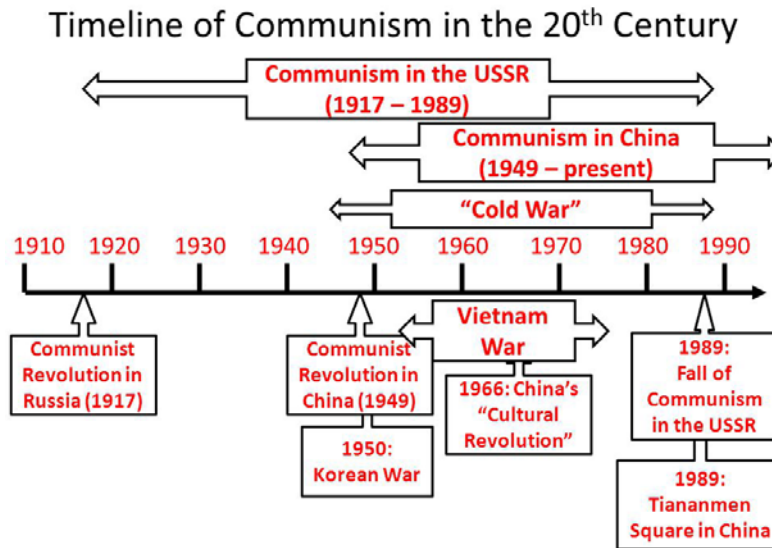 Timeline of Communism in the 20th Century
Communism in the USSR
(1917 – 1989)
Communism in China
(1949 – present)
“Cold War”
1910 1920 1930 1940 1950 1960 1970 1980 1990
Communist
Revolution in
Russia (1917)
Communist
Revolution in
China (1949)
1950:
Korean War
Vietnam
War
1966: China’s
“Cultural
Revolution”
1989:
Fall of
Communism
in the USSR
1989:
Tiananmen
Square in China